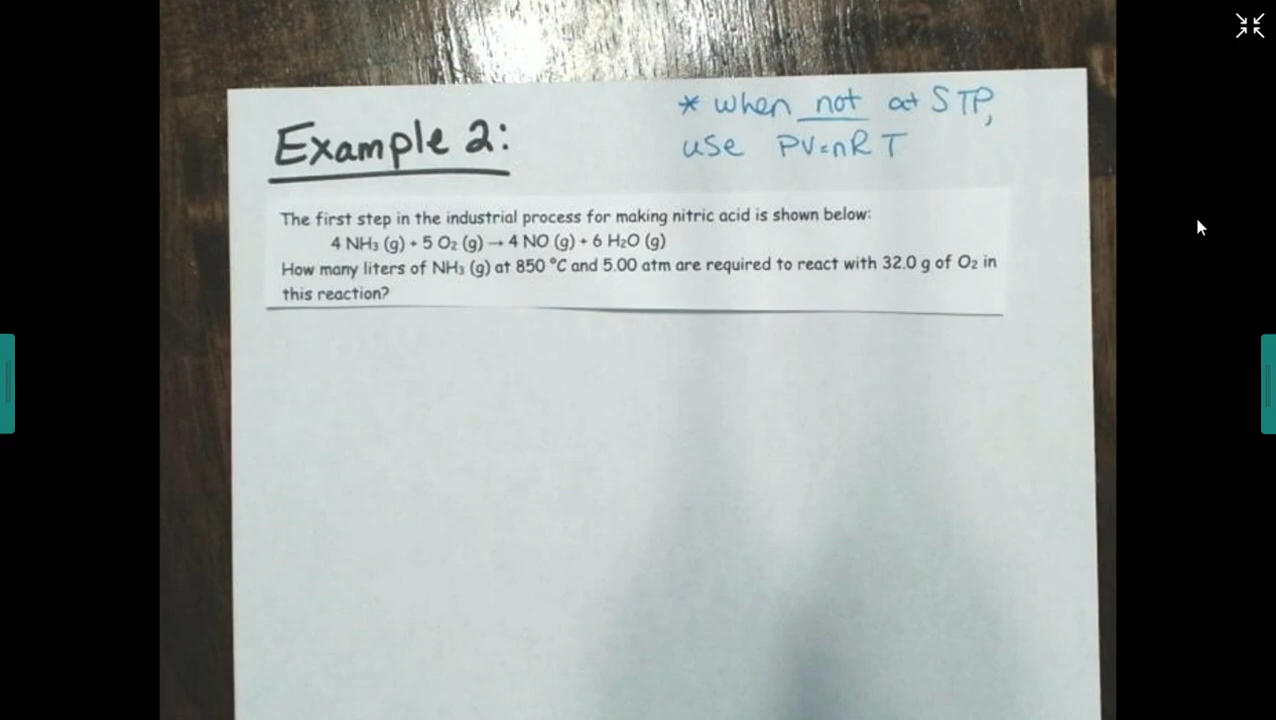 * when not at STP,
use PV=nRT
Example 2:
The first step in the industrial process for making nitric acid is shown below:
4 NH₃ (g) + 5 O₂ (g) → 4 NO (g) + 6 H₂O (g)
How many liters of NH₃ (g) at 850 °C and 5.00 atm are required to react with 32.0 g of O₂ in
this reaction?